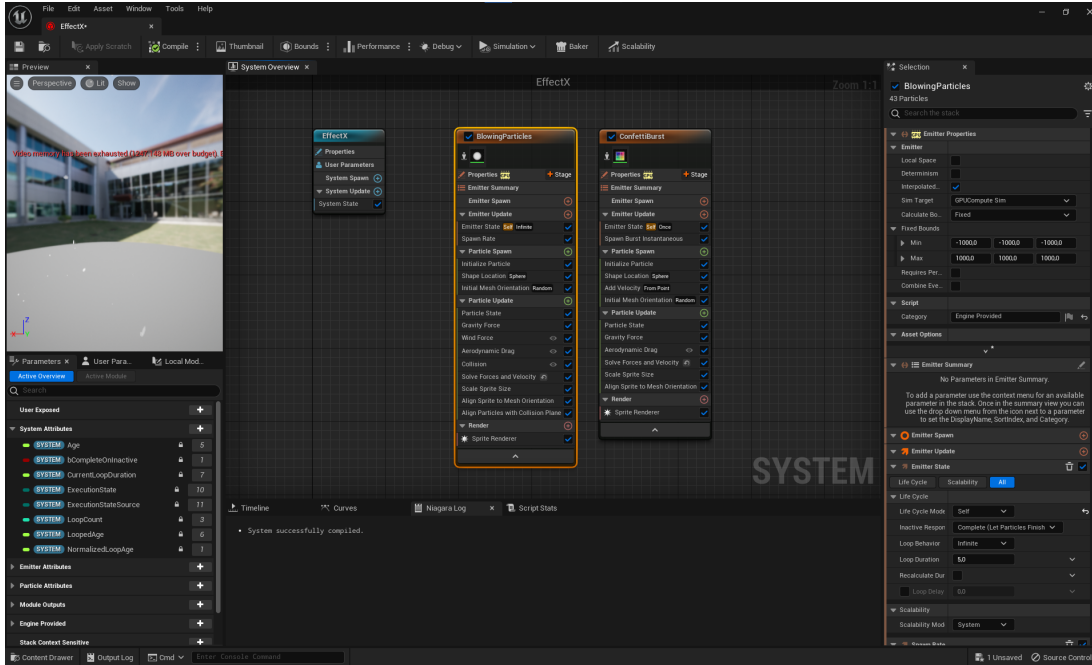 File Edit Asset Window Tools Help
EffectX•
Apply Scratch Compile Thumbnail Bounds Performance Debug Simulation Baker Scalability
Preview
Perspective Lit Show
Video memory has been exhausted
MB over budget).
System Overview
EffectX
Zoom 1:1
EffectX
Properties
User Parameters
System Spawn
System Update
System State
BlowingParticles
Properties GPU Stage
Emitter Summary
Emitter Spawn
Emitter Update
Emitter State Self Infinite
Spawn Rate
Particle Spawn
Initialize Particle
Shape Location Sphere
Initial Mesh Orientation Random
Particle Update
Particle State
Gravity Force
Wind Force
Aerodynamic Drag
Collision
Solve Forces and Velocity
Scale Sprite Size
Align Sprite to Mesh Orientation
Align Particles with Collision Plane
Render
Sprite Renderer
ConfettiBurst
Properties GPU Stage
Emitter Summary
Emitter Spawn
Emitter Update
Emitter State Self Once
Spawn Burst Instantaneous
Particle Spawn
Initialize Particle
Shape Location Sphere
Add Velocity From Point
Initial Mesh Orientation Random
Particle Update
Particle State
Gravity Force
Aerodynamic Drag
Solve Forces and Velocity
Scale Sprite Size
Align Sprite to Mesh Orientation
Render
Sprite Renderer
SYSTEM
Z
X
Parameters User Para... Local Mod...
Active Overview Active Module
Search
User Exposed
System Attributes
SYSTEM Age 5
SYSTEM bCompleteOnInactive 1
SYSTEM CurrentLoopDuration 7
SYSTEM ExecutionState 10
SYSTEM ExecutionStateSource 11
SYSTEM LoopCount 3
SYSTEM LoopedAge 6
SYSTEM NormalizedLoopAge 1
Emitter Attributes
Particle Attributes
Module Outputs
Engine Provided
Stack Context Sensitive
Timeline Curves Niagara Log Script Stats
• System successfully compiled.
Selection
BlowingParticles
43 Particles
Search the stack
GPU Emitter Properties
Emitter
Local Space
Determinism
Interpolated...
Sim Target GPUCompute Sim
Calculate Bo... Fixed
Fixed Bounds
Min -1000,0 -1000,0 -1000,0
Max 1000,0 1000,0 1000,0
Requires Per...
Combine Eve...
Script
Category Engine Provided
Asset Options
Emitter Summary
No Parameters in Emitter Summary.
To add a parameter use the context menu for an available
parameter in the stack. Once in the summary view you can
use the drop down menu from the icon next to a parameter
to set the DisplayName, SortIndex, and Category.
Emitter Spawn
Emitter Update
Emitter State
Life Cycle Scalability All
Life Cycle
Life Cycle Mode Self
Inactive Respon Complete (Let Particles Finish
Loop Behavior Infinite
Loop Duration 5,0
Recalculate Dur
Loop Delay 0,0
Scalability
Scalability Mod System
Spawn Rate
Content Drawer Output Log Cmd Enter Console Command 1 Unsaved Source Control